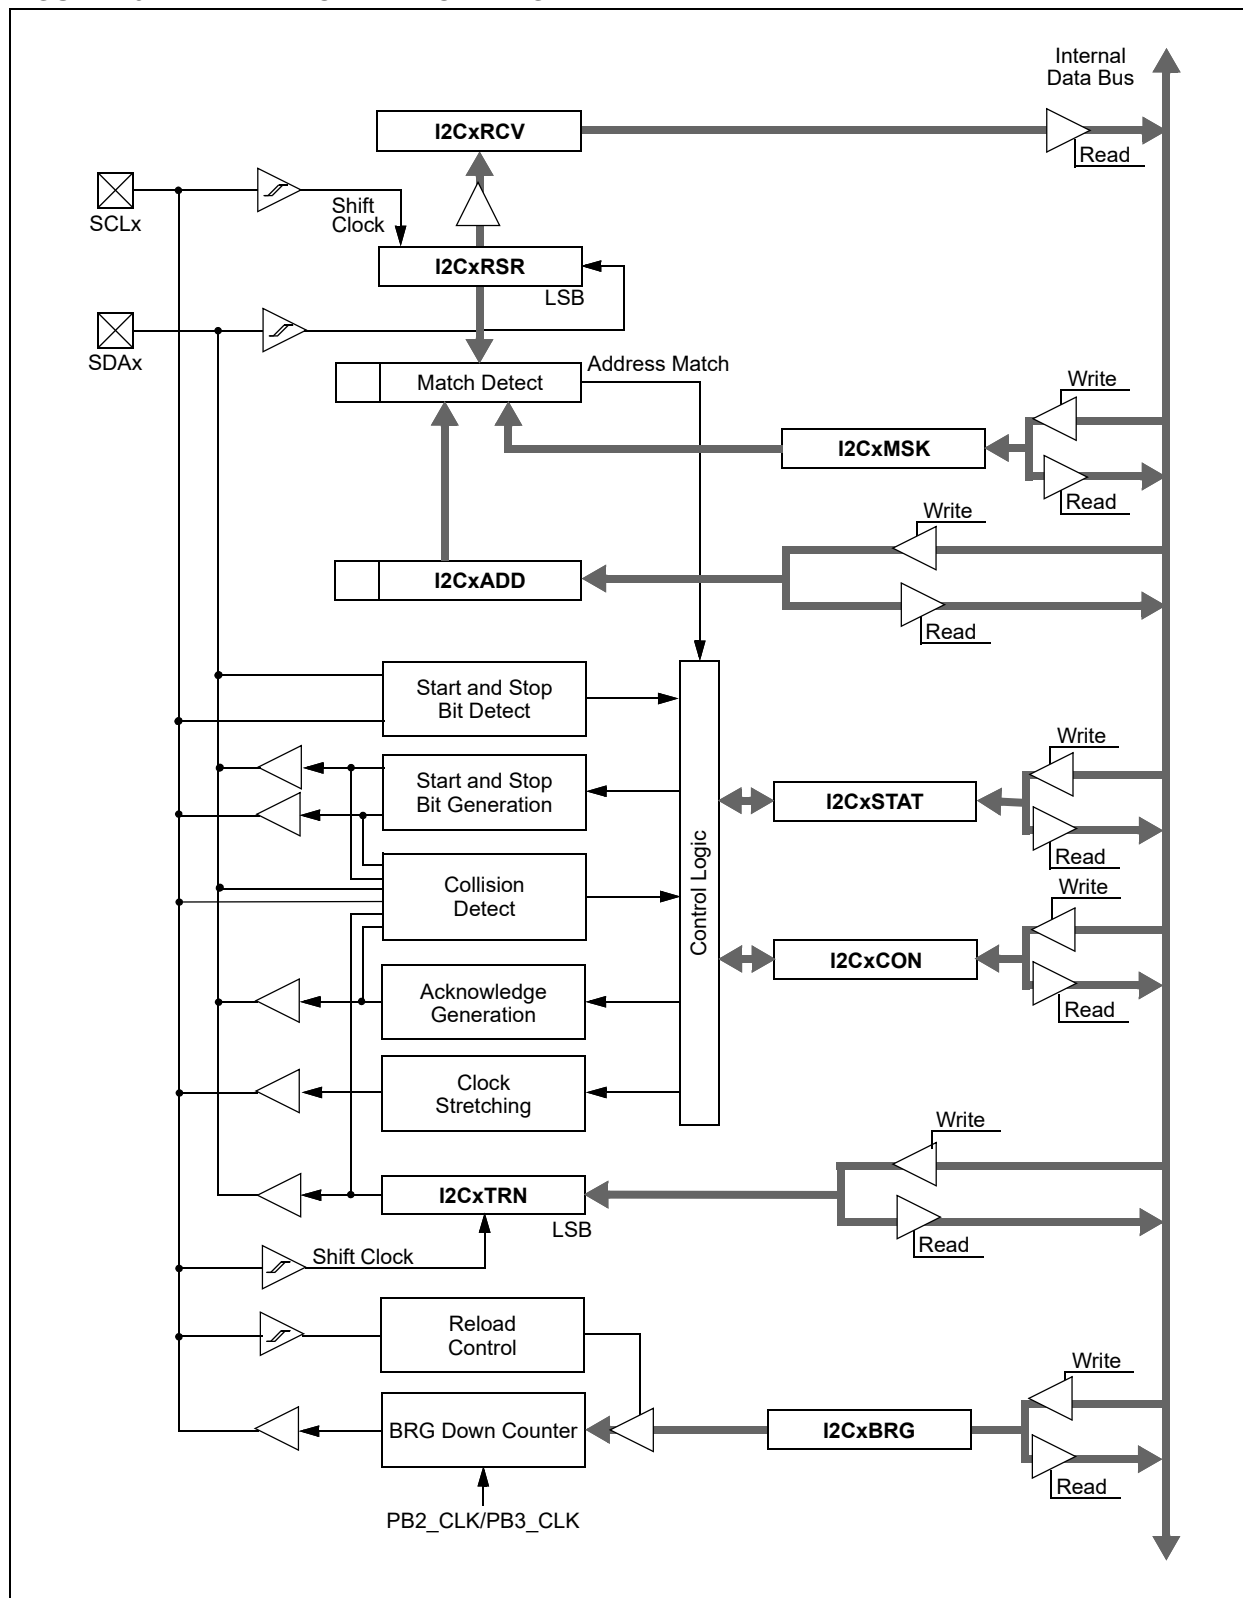 Internal
Data Bus
I2CxRCV
Read
SCLx
Shift
Clock
I2CxRSR
LSB
SDAx
Address Match
Match Detect
Write
I2CxMSK
Read
Write
I2CxADD
Read
Start and Stop
Bit Detect
Start and Stop
Bit Generation
Write
I2CxSTAT
Read
Control Logic
Collision
Detect
Write
I2CxCON
Read
Acknowledge
Generation
Clock
Stretching
Write
I2CxTRN
LSB
Read
Shift Clock
Reload
Control
Write
BRG Down Counter
I2CxBRG
Read
PB2_CLK/PB3_CLK